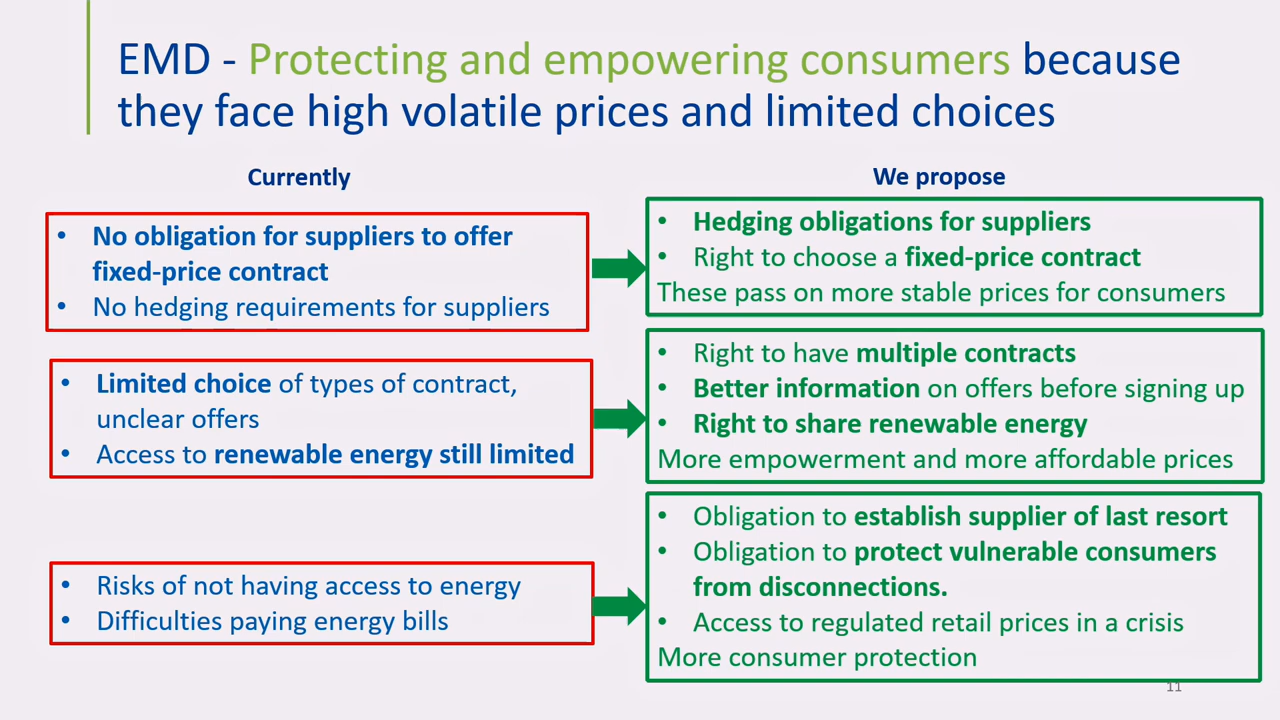 EMD - Protecting and empowering consumers because
they face high volatile prices and limited choices
Currently
We propose
• No obligation for suppliers to offer
fixed-price contract
• No hedging requirements for suppliers
• Hedging obligations for suppliers
• Right to choose a fixed-price contract
These pass on more stable prices for consumers
• Limited choice of types of contract,
unclear offers
• Access to renewable energy still limited
• Right to have multiple contracts
• Better information on offers before signing up
• Right to share renewable energy
More empowerment and more affordable prices
• Risks of not having access to energy
• Difficulties paying energy bills
• Obligation to establish supplier of last resort
• Obligation to protect vulnerable consumers
from disconnections.
• Access to regulated retail prices in a crisis
More consumer protection
11